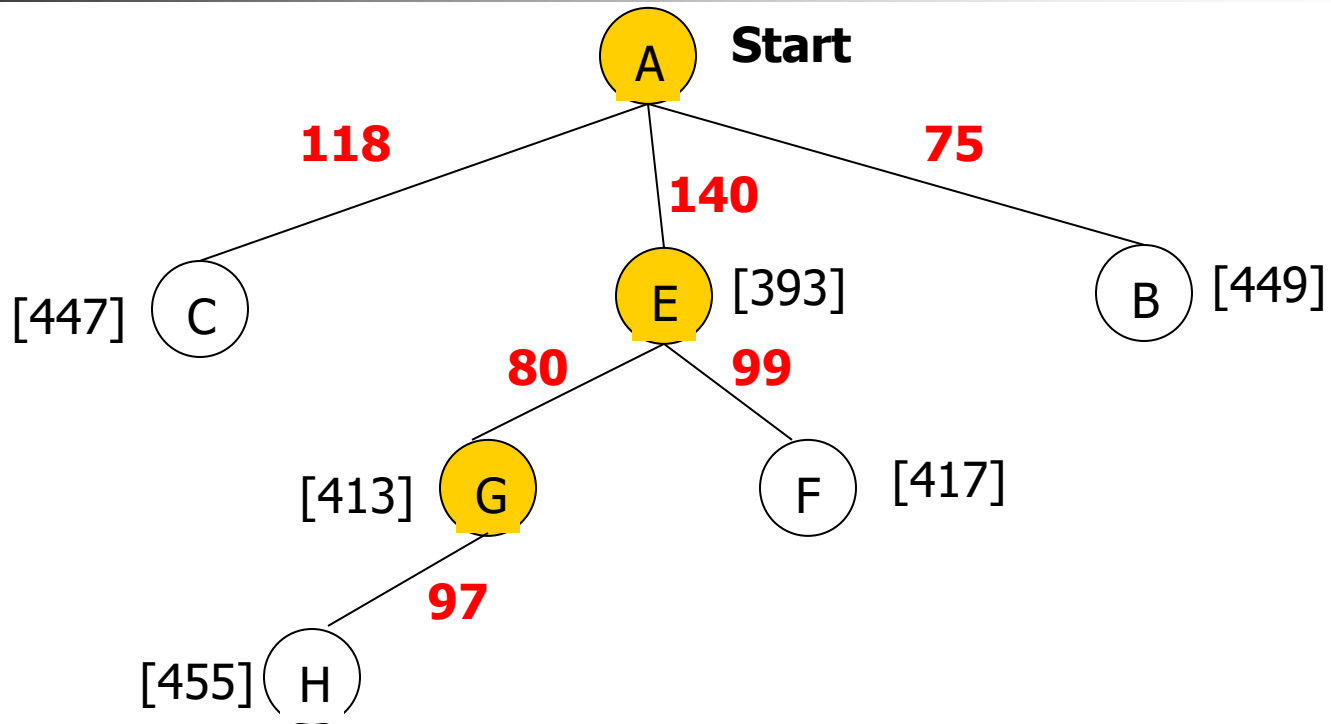 A Start
118
75
140
[447] C
E [393]
B [449]
80
99
[413] G
F [417]
97
[455] H